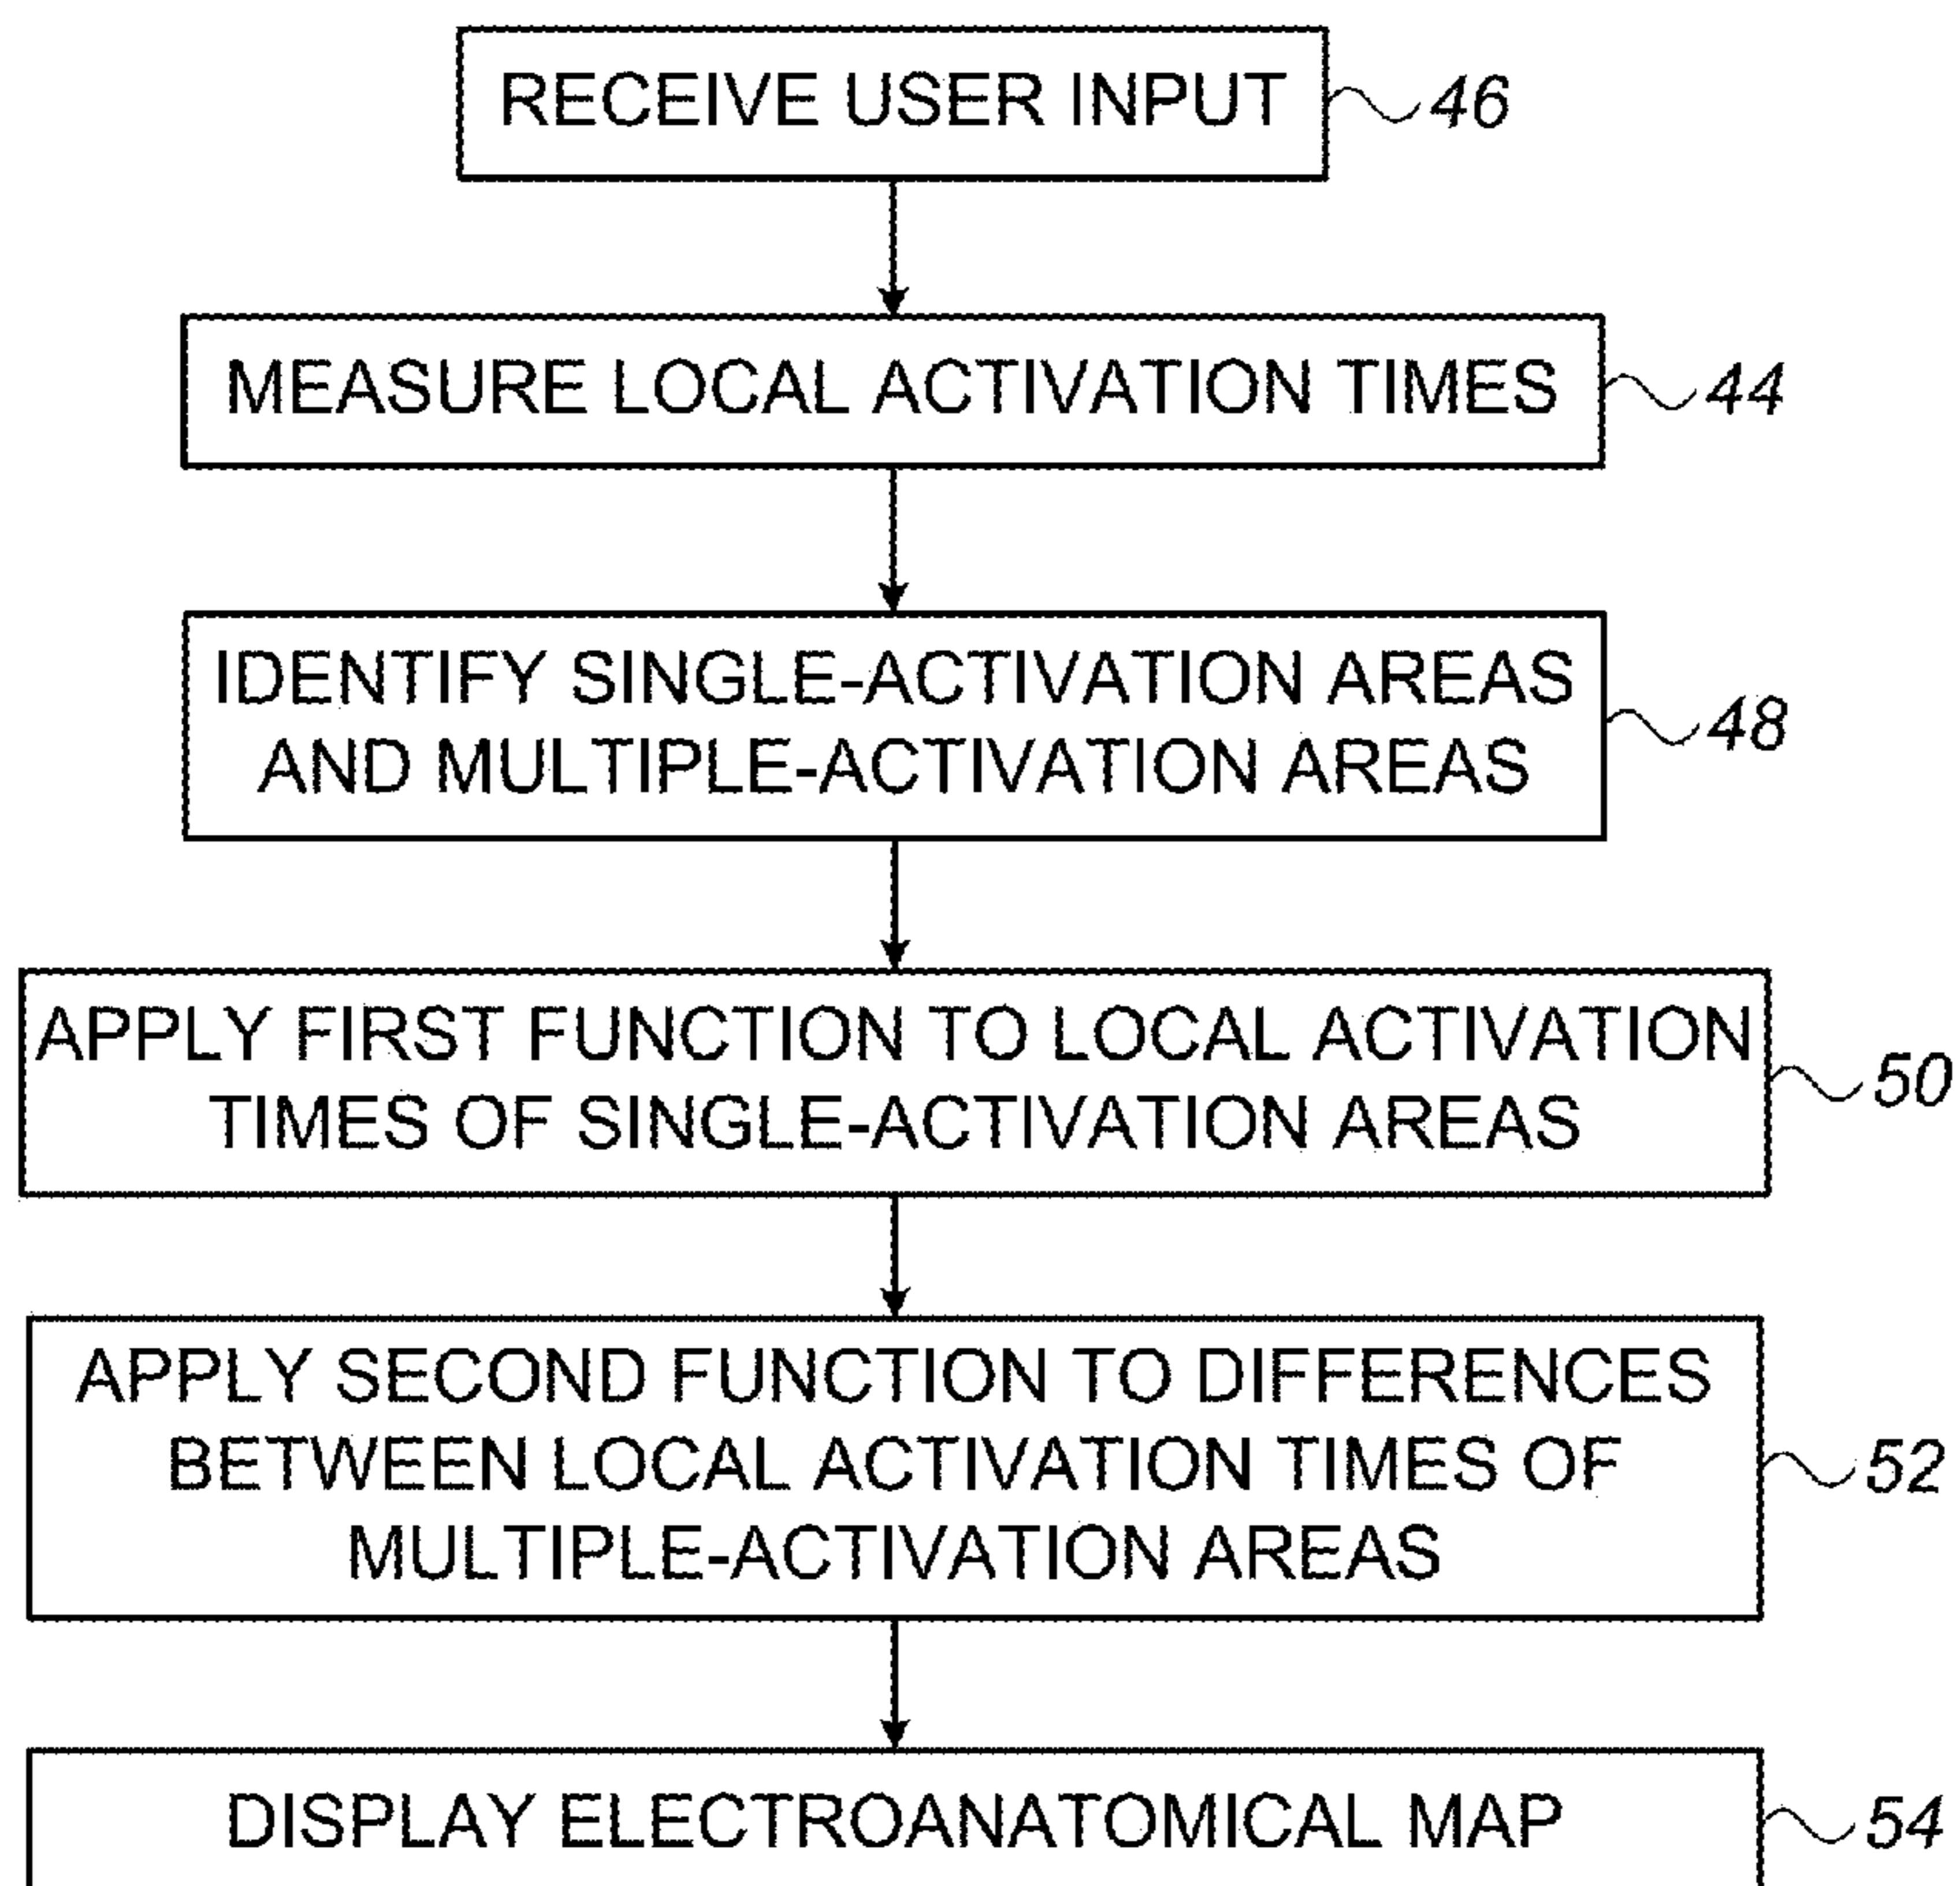 RECEIVE USER INPUT
46
MEASURE LOCAL ACTIVATION TIMES
44
IDENTIFY SINGLE-ACTIVATION AREAS
AND MULTIPLE-ACTIVATION AREAS
48
APPLY FIRST FUNCTION TO LOCAL ACTIVATION
TIMES OF SINGLE-ACTIVATION AREAS
50
APPLY SECOND FUNCTION TO DIFFERENCES
BETWEEN LOCAL ACTIVATION TIMES OF
MULTIPLE-ACTIVATION AREAS
52
DISPLAY ELECTROANATOMICAL MAP
54